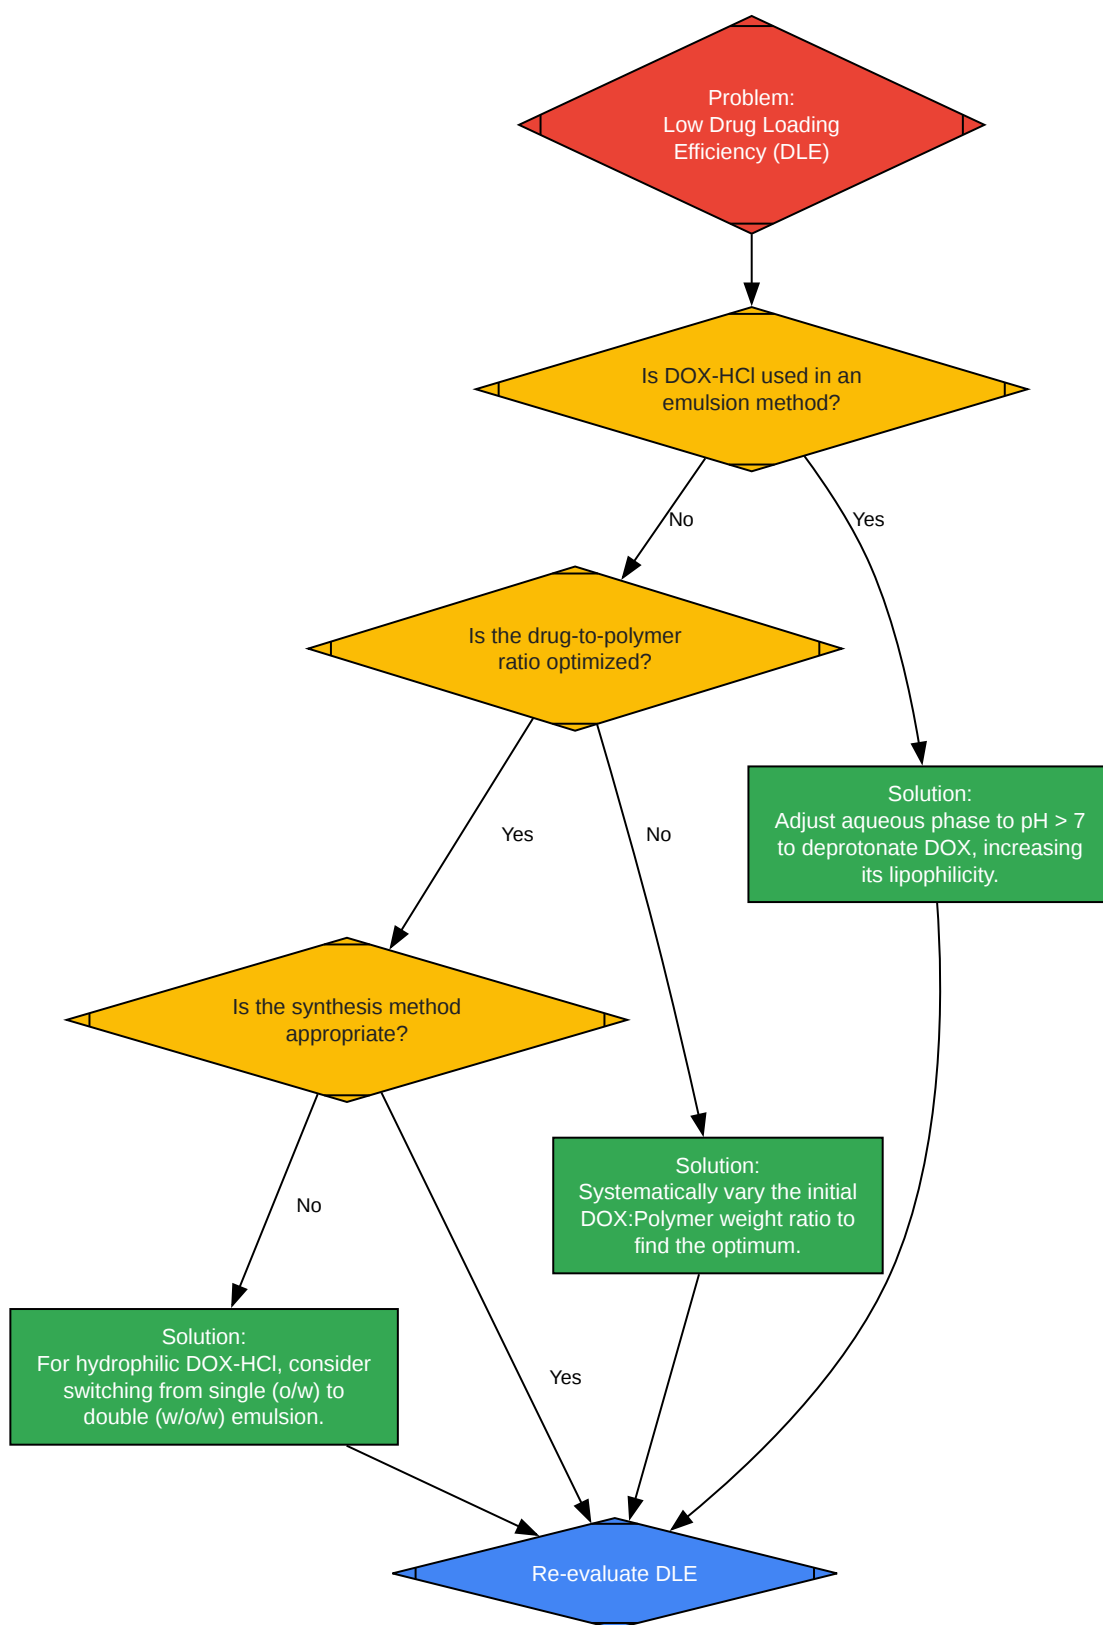 Problem:
Low Drug Loading
Efficiency (DLE)
Is DOX-HCl used in an
emulsion method?
No
Yes
Is the drug-to-polymer
ratio optimized?
Solution:
Adjust aqueous phase to pH > 7
to deprotonate DOX, increasing
its lipophilicity.
Yes
No
Is the synthesis method
appropriate?
Solution:
Systematically vary the initial
DOX:Polymer weight ratio to
find the optimum.
No
Solution:
For hydrophilic DOX-HCl, consider
switching from single (o/w) to
double (w/o/w) emulsion.
Yes
Re-evaluate DLE